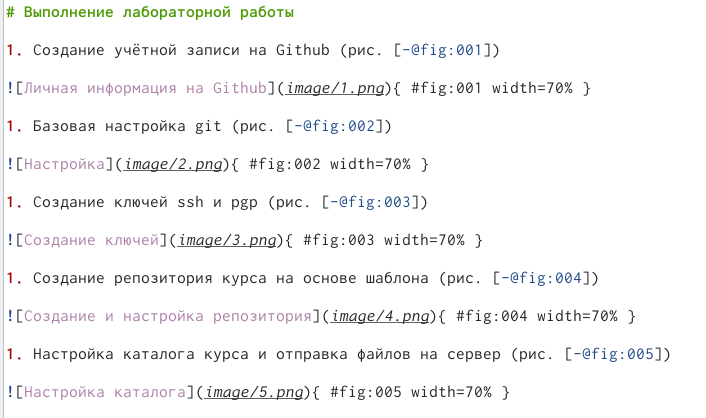 # Выполнение лабораторной работы
1. Создание учётной записи на Github (рис. [-@fig:001])
![Личная информация на Github](image/1.png){ #fig:001 width=70% }
1. Базовая настройка git (рис. [-@fig:002])
![Настройка](image/2.png){ #fig:002 width=70% }
1. Создание ключей ssh и pgp (рис. [-@fig:003])
![Создание ключей](image/3.png){ #fig:003 width=70% }
1. Создание репозитория курса на основе шаблона (рис. [-@fig:004])
![Создание и настройка репозитория](image/4.png){ #fig:004 width=70% }
1. Настройка каталога курса и отправка файлов на сервер (рис. [-@fig:005])
![Настройка каталога](image/5.png){ #fig:005 width=70% }